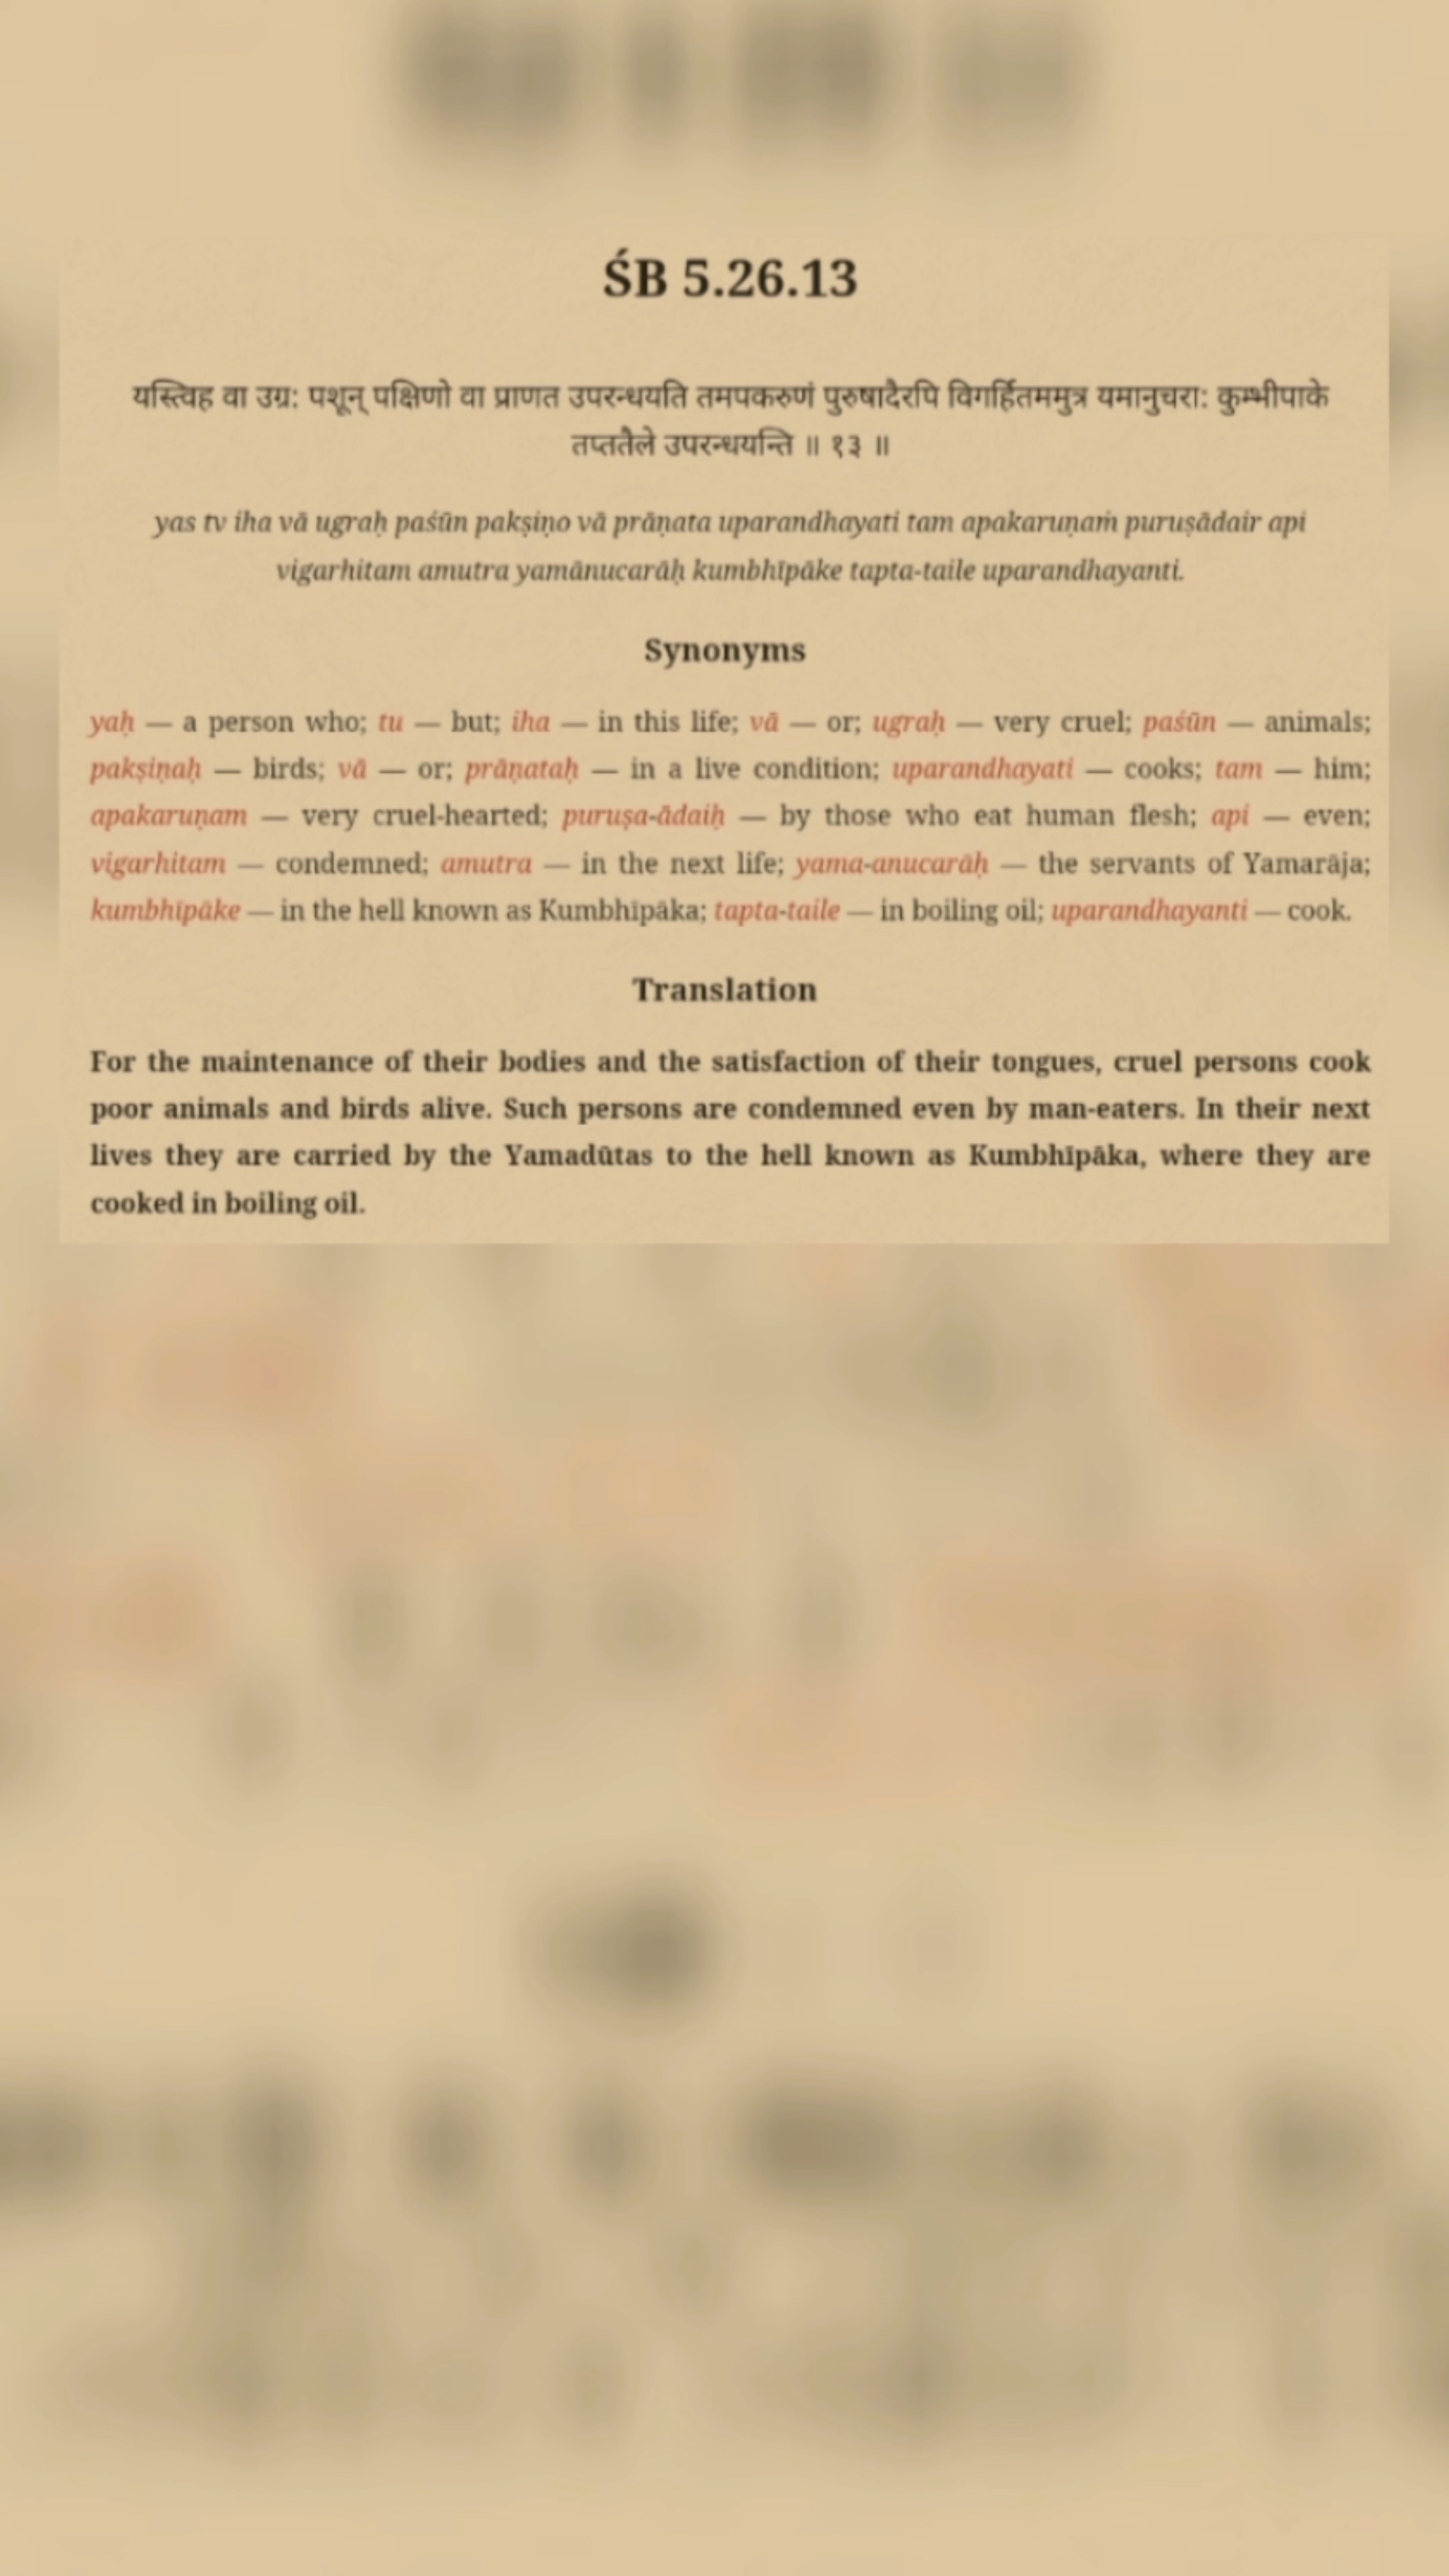 ŚB 5.26.13
यस्त्विह वा उग्र: पशून् पक्षिणो वा प्राणत उपरन्धयति तमपकरुणं पुरुषादैरपि विगर्हितममुत्र यमानुचरा: कुम्भीपाके
तप्ततैले उपरन्धयन्ति ॥ १३ ॥
yas tv iha vā ugraḥ paśūn pakṣiṇo vā prāṇata uparandhayati tam apakaruṇaṁ puruṣādair api
vigarhitam amutra yamānucarāḥ kumbhīpāke tapta-taile uparandhayanti.
Synonyms
yaḥ — a person who; tu — but; iha — in this life; vā — or; ugraḥ — very cruel; paśūn — animals;
pakṣiṇaḥ — birds; vā — or; prāṇataḥ — in a live condition; uparandhayati — cooks; tam — him;
apakaruṇam — very cruel-hearted; puruṣa-ādaiḥ — by those who eat human flesh; api — even;
vigarhitam — condemned; amutra — in the next life; yama-anucarāḥ — the servants of Yamarāja;
kumbhīpāke — in the hell known as Kumbhīpāka; tapta-taile — in boiling oil; uparandhayanti — cook.
Translation
For the maintenance of their bodies and the satisfaction of their tongues, cruel persons cook
poor animals and birds alive. Such persons are condemned even by man-eaters. In their next
lives they are carried by the Yamadūtas to the hell known as Kumbhīpāka, where they are
cooked in boiling oil.